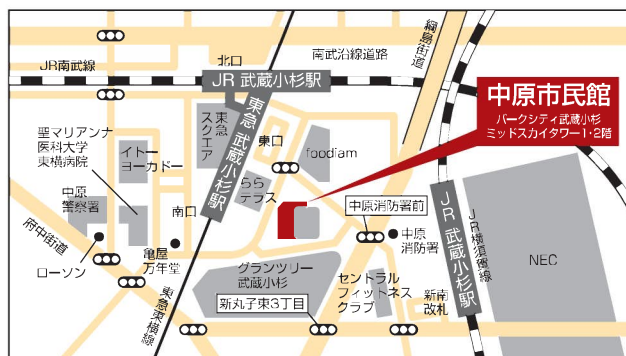 JR南武線
北口
南武沿線道路
綱島街道
JR 武蔵小杉駅
中原市民館
パークシティ武蔵小杉
ミッドスカイタワー1・2階
聖マリアンナ
医科大学
東横病院
イトー
ヨーカドー
東急
スクエア
東急 武蔵小杉駅
東口
foodiam
中原
警察署
南口
らら
テラス
中原消防署前
JR 武蔵小杉駅
JR横須賀線
府中街道
ローソン
亀屋
万年堂
中原
消防署
NEC
グランツリー
武蔵小杉
セントラル
フィットネス
クラブ
新南
改札
東急東横線
新丸子東3丁目